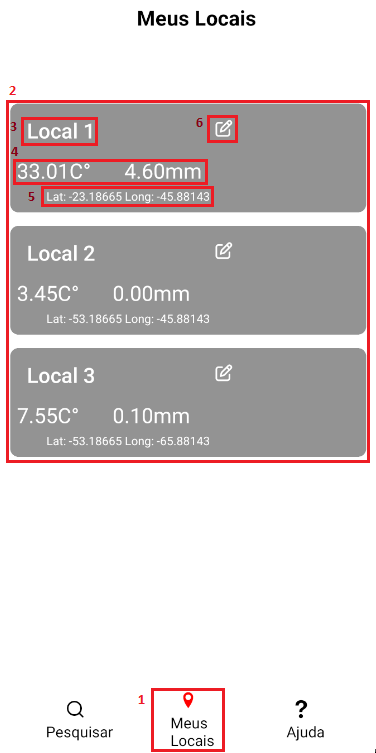 Meus Locais
2
3 Local 1 6
4
33.01C° 4.60mm
5 Lat: -23.18665 Long: -45.88143
Local 2
3.45C° 0.00mm
Lat: -53.18665 Long: -45.88143
Local 3
7.55C° 0.10mm
Lat: -53.18665 Long: -65.88143
1
Pesquisar
Meus
Locais
?
Ajuda